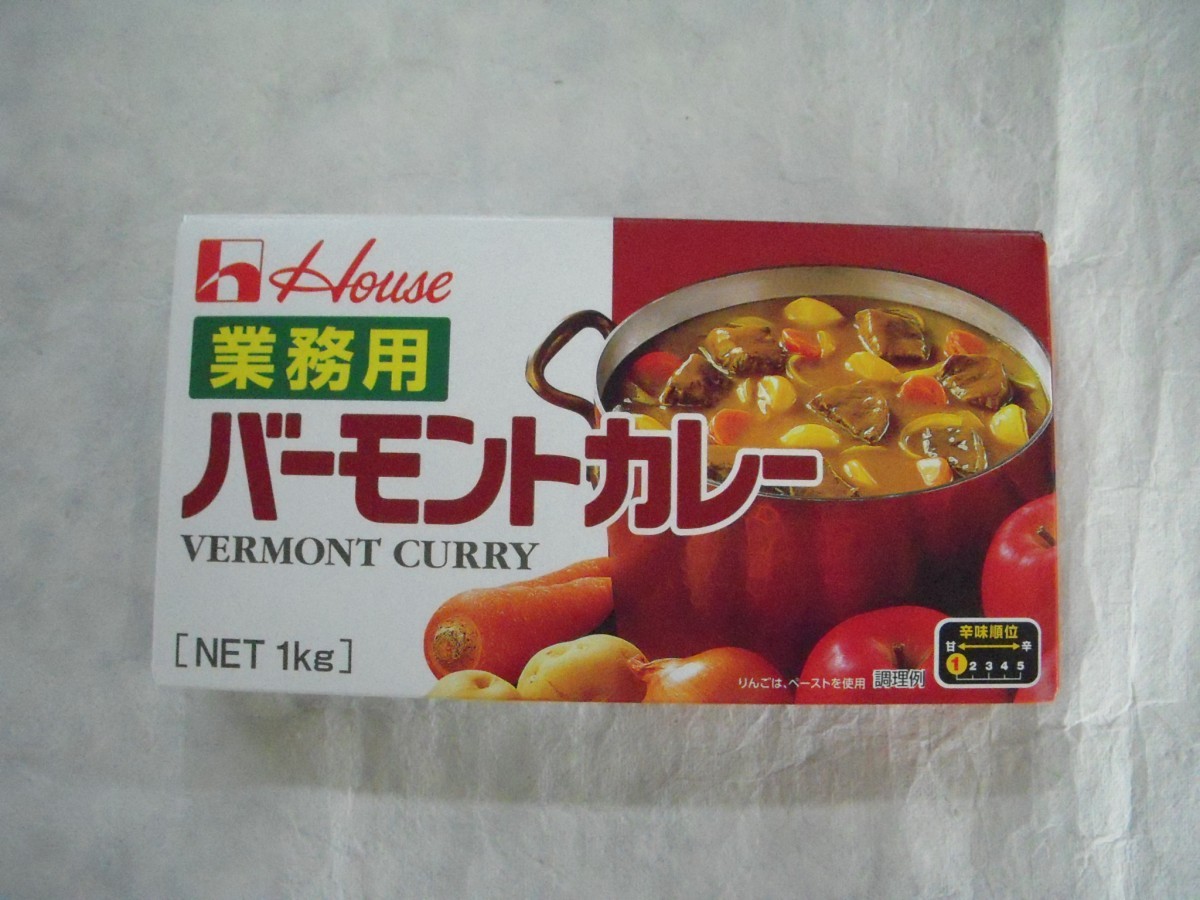 House
業務用
バーモントカレー
VERMONT CURRY
[NET 1kg]
りんごは、ペーストを使用 調理例
辛味順位
甘 辛
1 2 3 4 5